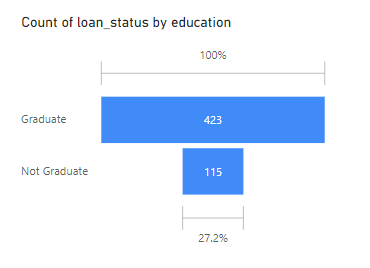 Count of loan_status by education
100%
Graduate 423
Not Graduate 115
27.2%